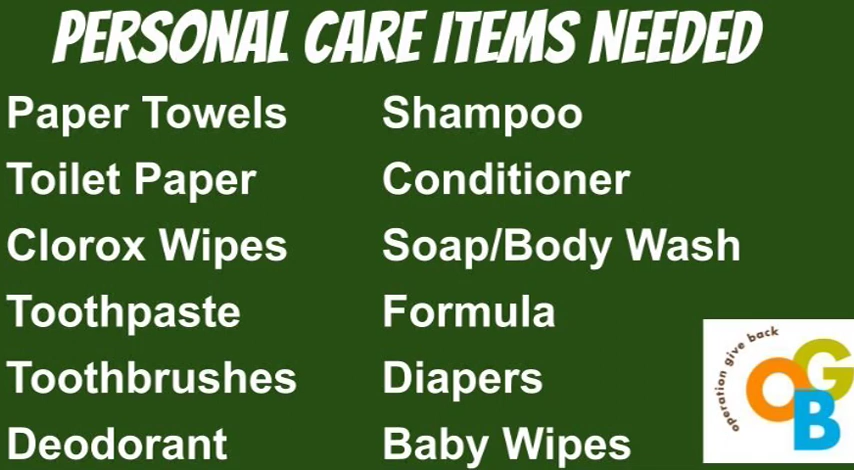 PERSONAL CARE ITEMS NEEDED
Paper Towels
Toilet Paper
Clorox Wipes
Toothpaste
Toothbrushes
Deodorant
Shampoo
Conditioner
Soap/Body Wash
Formula
Diapers
Baby Wipes
operation give back
OGB